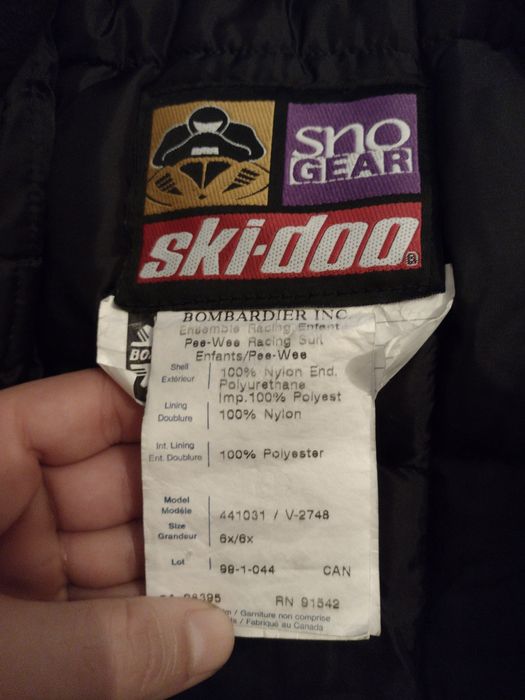 sno
GEAR
ski-doo
BOMBARDIER INC.
Ensemble Racing Enfant
Pee-Wee Racing Suit
Enfants/Pee-Wee
Shell
Extérieur
100% Nylon End.
Polyurethane
Imp.100% Polyest
Lining
Doublure
100% Nylon
Int. Lining
Ent. Doublure
100% Polyester
Model
Modèle
441031 / V-2748
Size
Grandeur
6x/6x
Lot
99-1-044 CAN
RN 91542
/ Garniture non comprise
/ Fabriqué au Canada